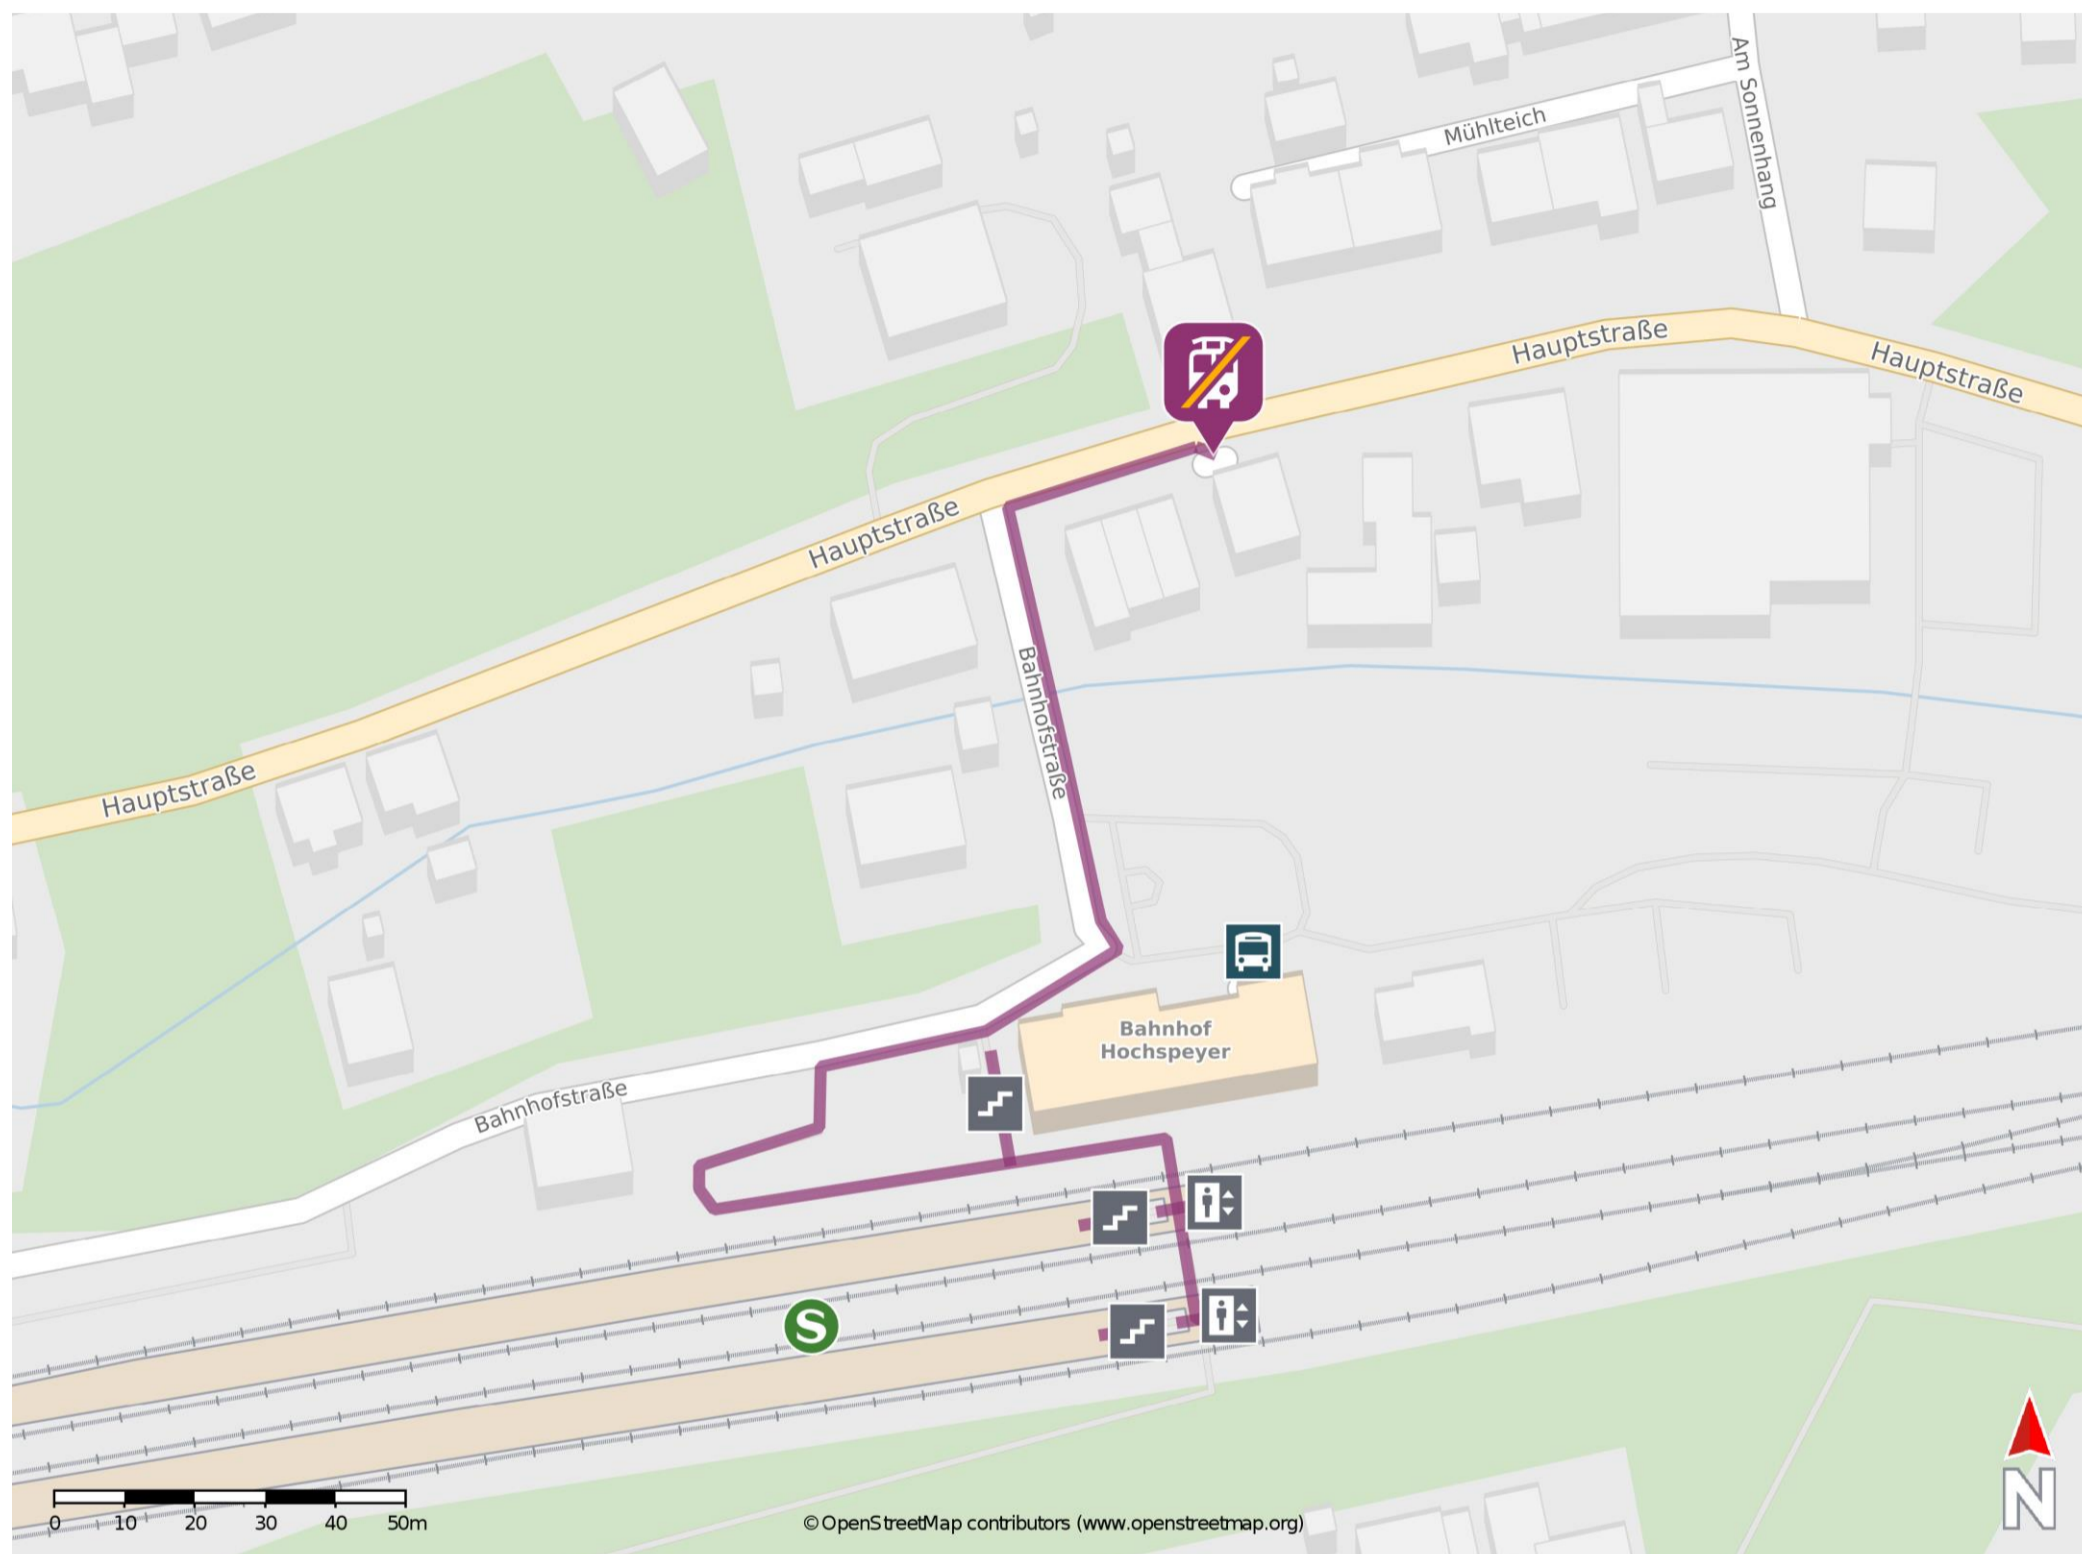 Am Sonnenhang
Mühlteich
Hauptstraße
Hauptstraße
Hauptstraße
Bahnhofstraße
Hauptstraße
Bahnhof
Hochspeyer
Bahnhofstraße
S
0 10 20 30 40 50m
©OpenStreetMap contributors (www.openstreetmap.org)
N